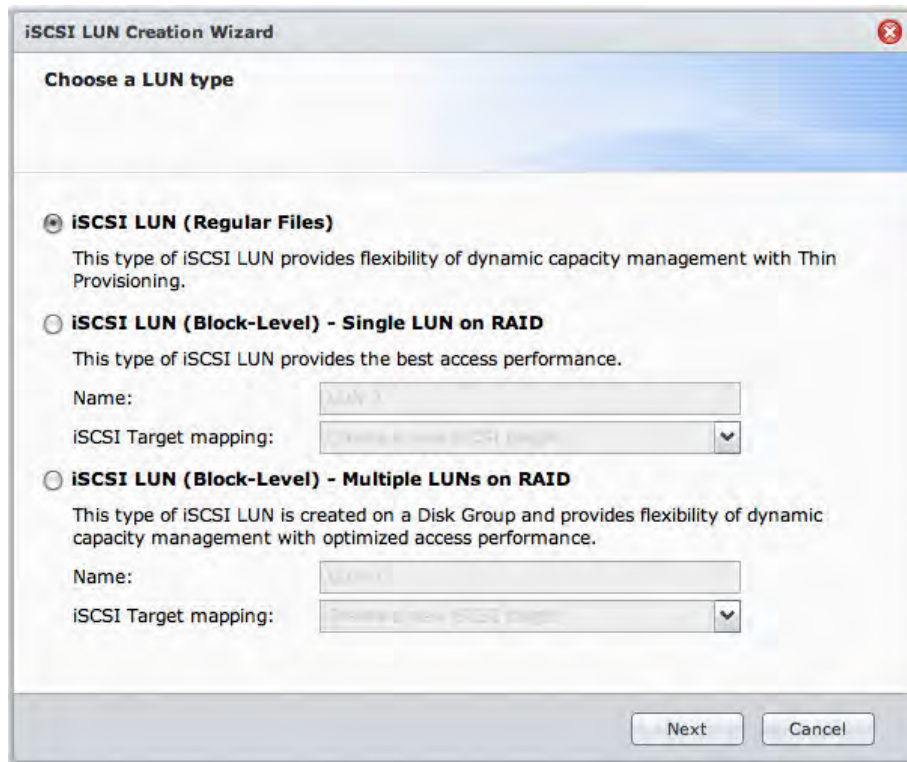 iSCSI LUN Creation Wizard
Choose a LUN type
iSCSI LUN (Regular Files)
This type of iSCSI LUN provides flexibility of dynamic capacity management with Thin
Provisioning.
iSCSI LUN (Block-Level) - Single LUN on RAID
This type of iSCSI LUN provides the best access performance.
Name:
iSCSI Target mapping:
iSCSI LUN (Block-Level) - Multiple LUNs on RAID
This type of iSCSI LUN is created on a Disk Group and provides flexibility of dynamic
capacity management with optimized access performance.
Name:
iSCSI Target mapping:
Next Cancel